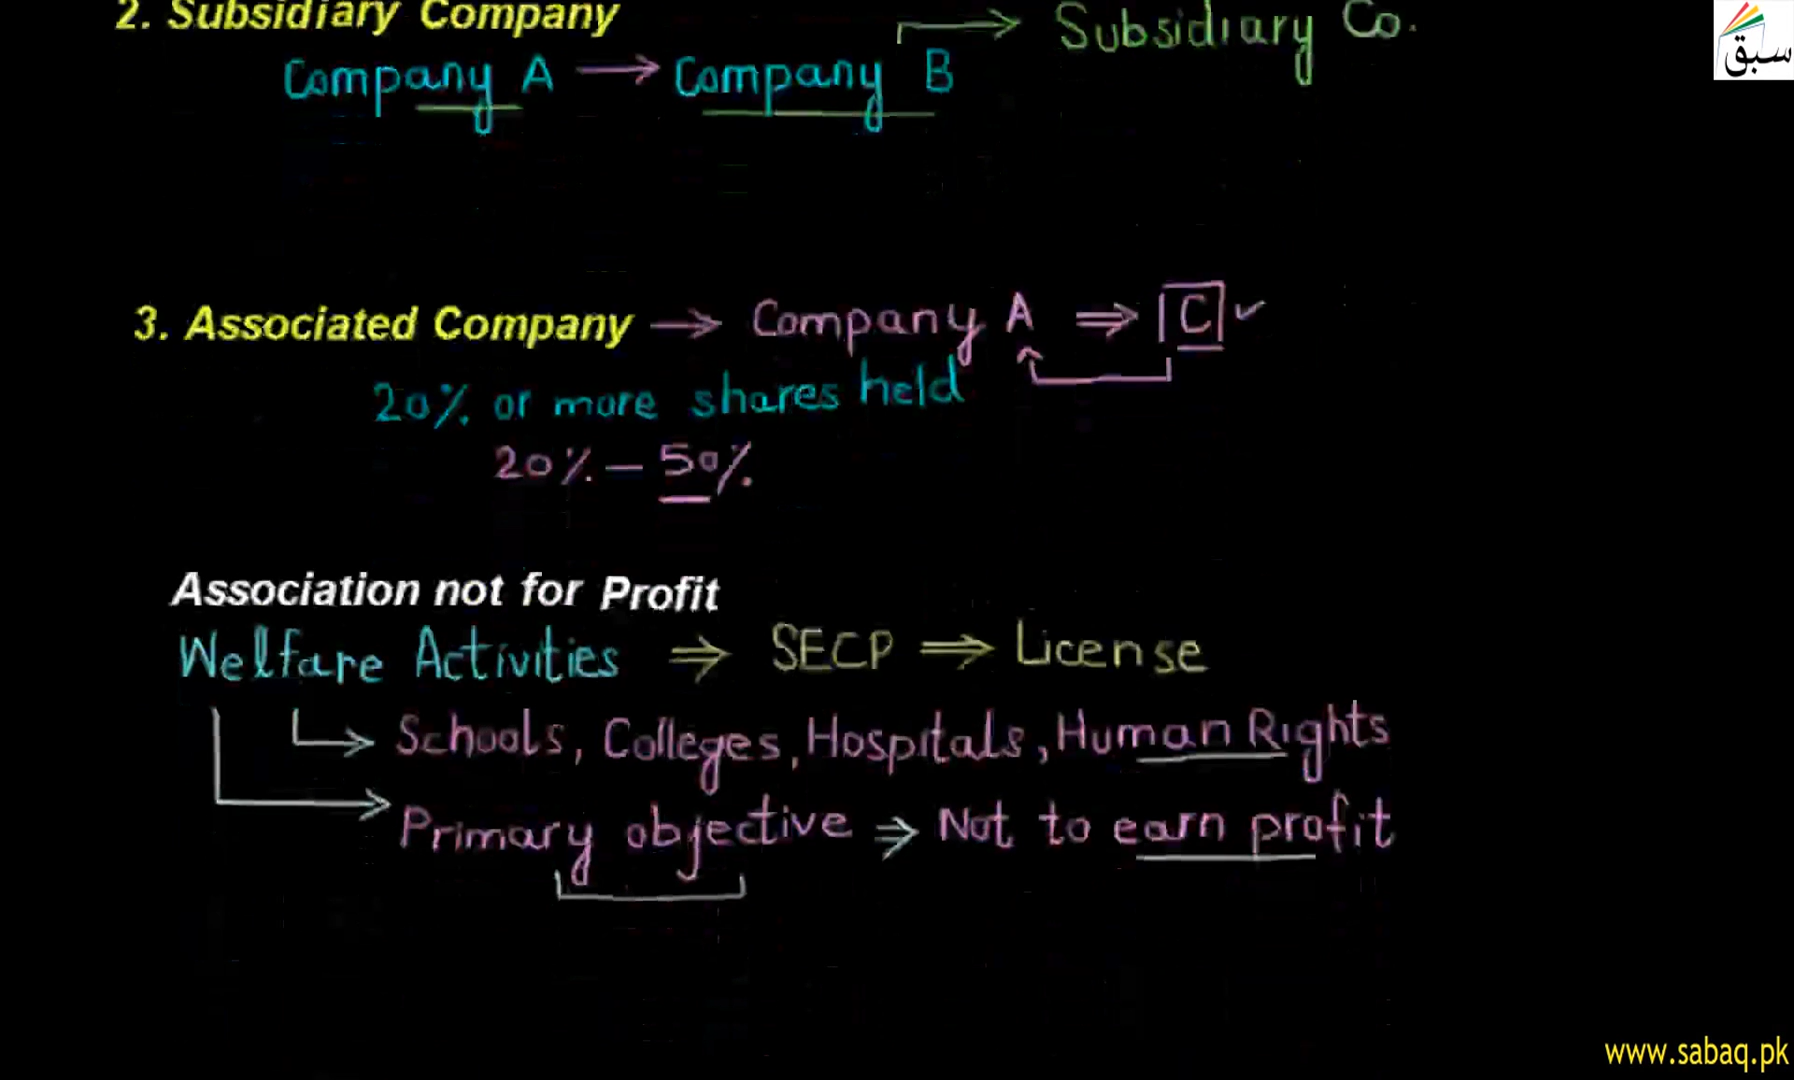 2. Subsidiary Company
Subsidiary Co.
سبق
Company A → Company B
3. Associated Company → Company A ⇒ C ✓
20% or more shares held
20% – 50%
Association not for Profit
Welfare Activities ⇒ SECP ⇒ License
Schools, Colleges, Hospitals, Human Rights
Primary objective ⇒ Not to earn profit
www.sabaq.pk